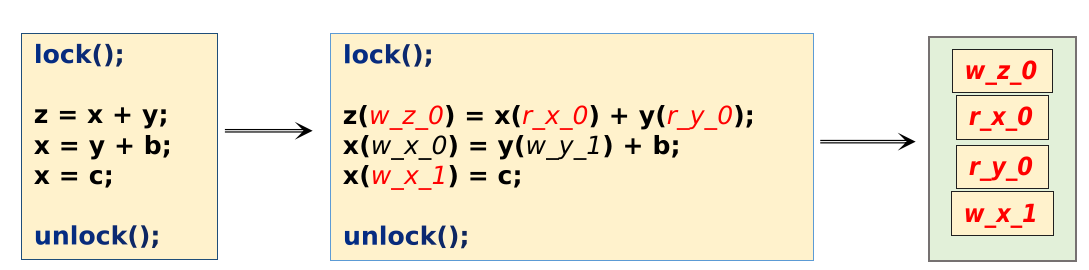 lock();
z = x + y;
x = y + b;
x = c;
unlock();
lock();
z(w_z_0) = x(r_x_0) + y(r_y_0);
x(w_x_0) = y(w_y_1) + b;
x(w_x_1) = c;
unlock();
w_z_0
r_x_0
r_y_0
w_x_1